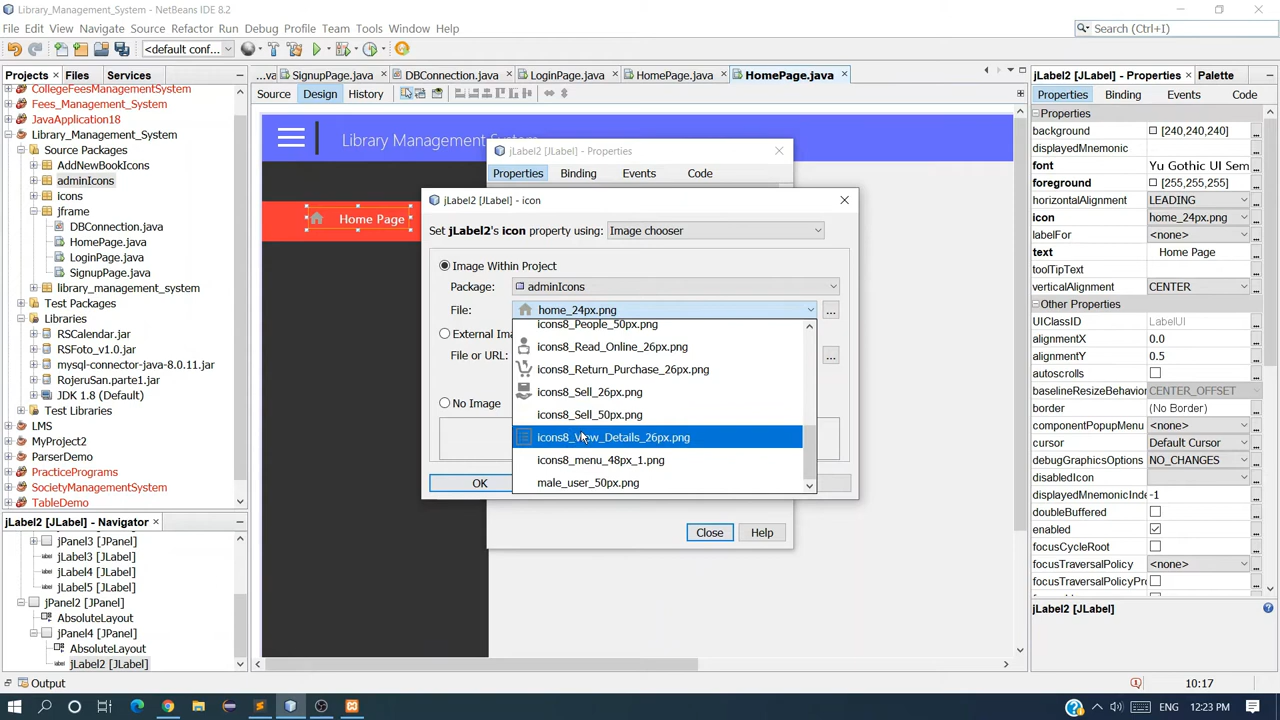 Library_Management_System - NetBeans IDE 8.2
File Edit View Navigate Source Refactor Run Debug Profile Team Tools Window Help
Search (Ctrl+I)
<default conf...
Projects Files Services
...va SignupPage.java DBConnection.java LoginPage.java HomePage.java HomePage.java
jLabel2 [JLabel] - Properties Palette
Source Design History
Properties Binding Events Code
CollegeFeesManagementSystem
Fees_Management_System
JavaApplication18
Library_Management_System
Source Packages
AddNewBookIcons
adminIcons
icons
jframe
DBConnection.java
HomePage.java
LoginPage.java
SignupPage.java
library_management_system
Test Packages
Libraries
RSCalendar.jar
RSFoto_v1.0.jar
mysql-connector-java-8.0.11.jar
RojeruSan.parte1.jar
JDK 1.8 (Default)
Test Libraries
LMS
MyProject2
ParserDemo
PracticePrograms
SocietyManagementSystem
TableDemo
jLabel2 [JLabel] - Navigator
jPanel3 [JPanel]
jLabel3 [JLabel]
jLabel4 [JLabel]
jLabel5 [JLabel]
jPanel2 [JPanel]
AbsoluteLayout
jPanel4 [JPanel]
AbsoluteLayout
jLabel2 [JLabel]
Output
Library Management System
Home Page
jLabel2 [JLabel] - Properties
Properties Binding Events Code
jLabel2 [JLabel] - icon
Set jLabel2's icon property using: Image chooser
Image Within Project
Package: adminIcons
File: home_24px.png
...
External Ima
File or URL:
...
No Image
icons8_People_50px.png
icons8_Read_Online_26px.png
icons8_Return_Purchase_26px.png
icons8_Sell_26px.png
icons8_Sell_50px.png
icons8_View_Details_26px.png
icons8_menu_48px_1.png
male_user_50px.png
OK
Close Help
Properties
background [240,240,240]
displayedMnemonic
font Yu Gothic UI Sem
foreground [255,255,255]
horizontalAlignment LEADING
icon home_24px.png
labelFor <none>
text Home Page
toolTipText
verticalAlignment CENTER
Other Properties
UIClassID LabelUI
alignmentX 0.0
alignmentY 0.5
autoscrolls
baselineResizeBehavior CENTER_OFFSET
border (No Border)
componentPopupMenu <none>
cursor Default Cursor
debugGraphicsOptions NO_CHANGES
disabledIcon
displayedMnemonicIndex -1
doubleBuffered
enabled
focusCycleRoot
focusTraversalPolicy <none>
focusTraversalPolicyPro
jLabel2 [JLabel]
10:17
ENG 12:23 PM